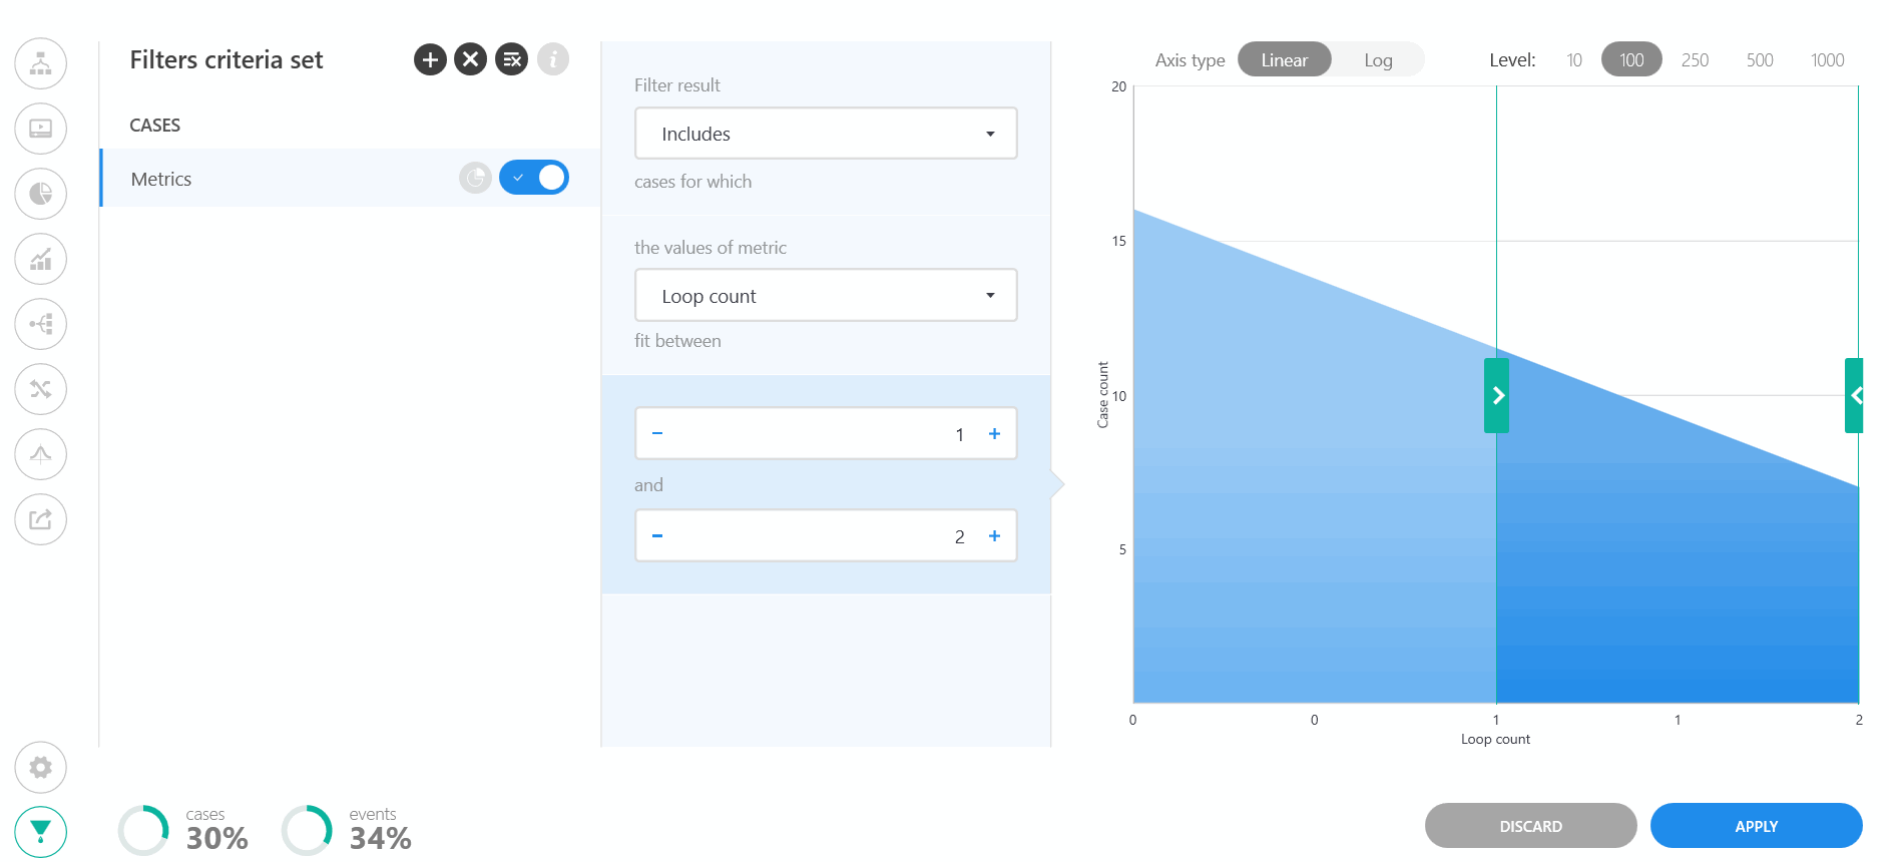 Filters criteria set
i
CASES
Metrics
Filter result
Includes
cases for which
the values of metric
Loop count
fit between
− 1 +
and
− 2 +
Axis type Linear Log Level: 10 100 250 500 1000
20
15
10
5
Case count
0 0 1 1 2
Loop count
cases
30%
events
34%
DISCARD
APPLY